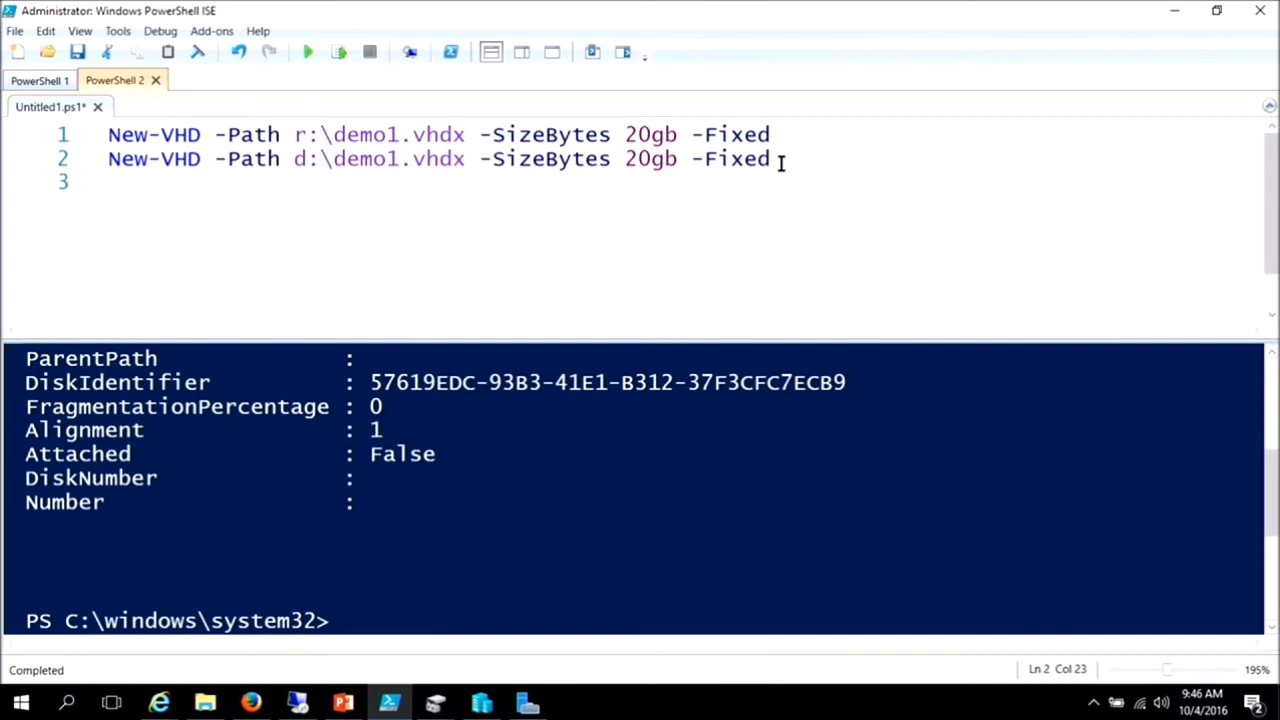 Administrator: Windows PowerShell ISE
File Edit View Tools Debug Add-ons Help
PowerShell 1 PowerShell 2
Untitled1.ps1*
1 New-VHD -Path r:\demo1.vhdx -SizeBytes 20gb -Fixed
2 New-VHD -Path d:\demo1.vhdx -SizeBytes 20gb -Fixed
3
ParentPath :
DiskIdentifier : 57619EDC-93B3-41E1-B312-37F3CFC7ECB9
FragmentationPercentage : 0
Alignment : 1
Attached : False
DiskNumber :
Number :
PS C:\windows\system32>
Completed Ln 2 Col 23 195%
9:46 AM
10/4/2016
2